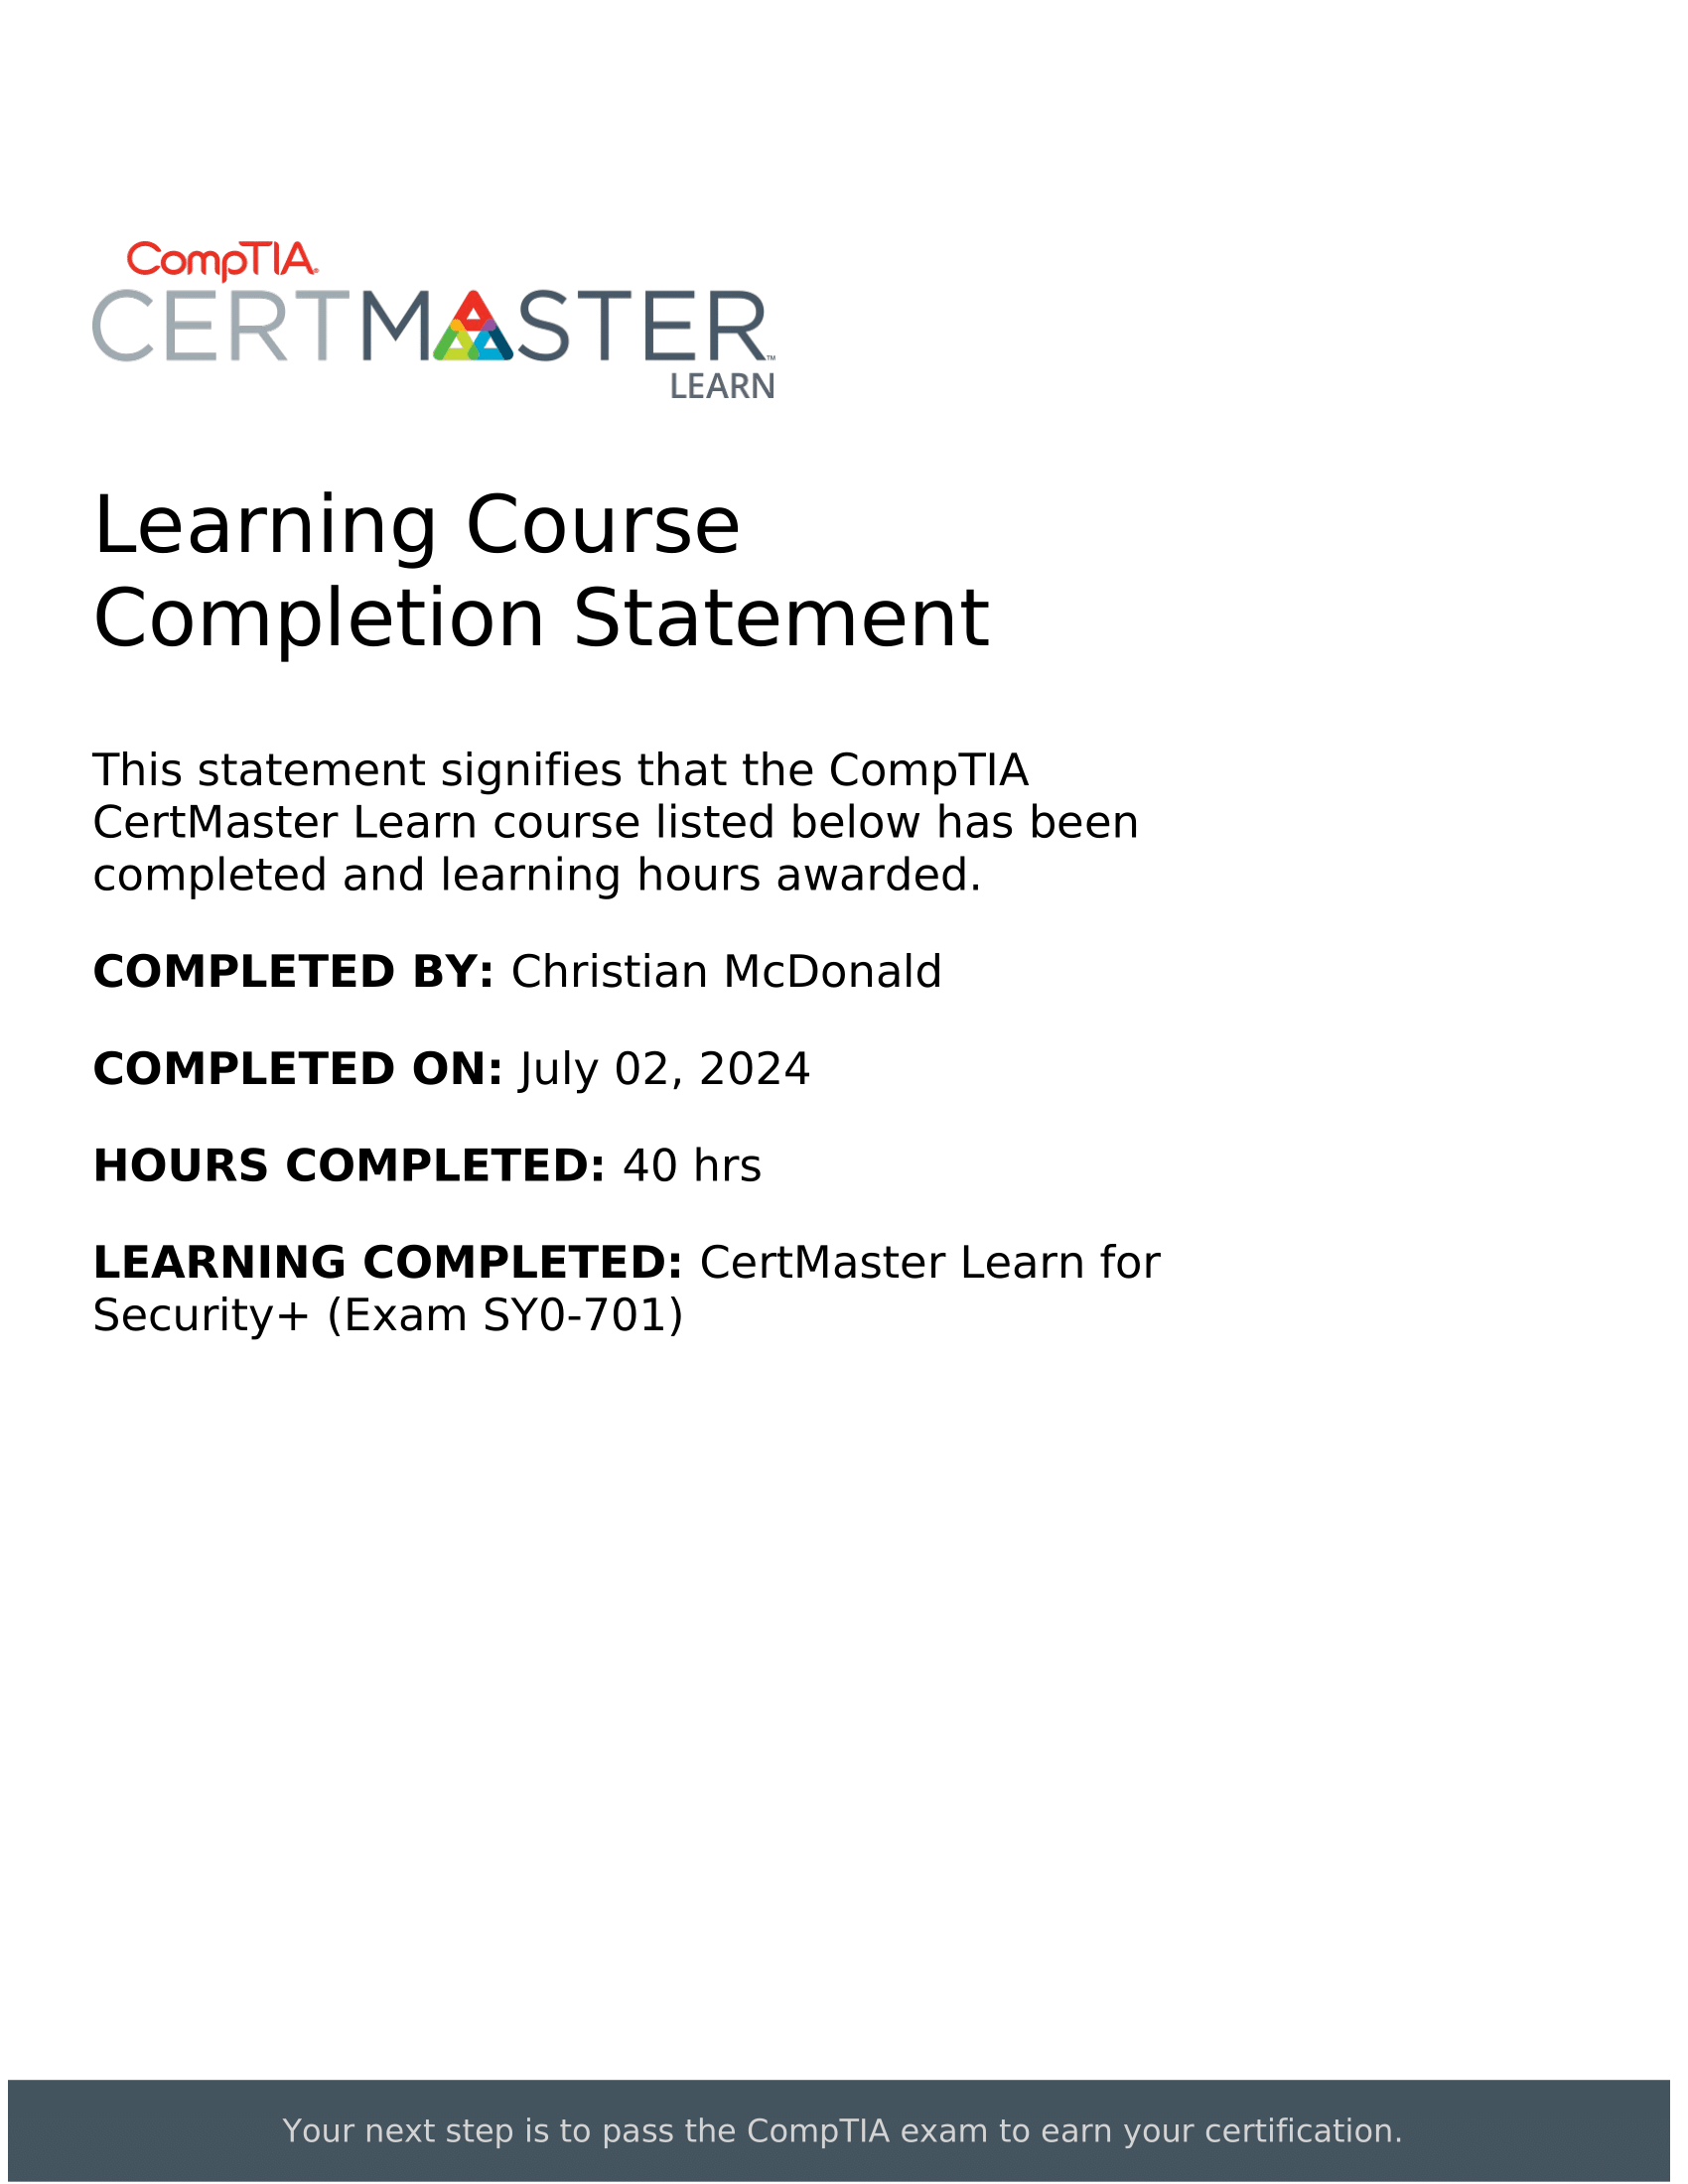 CompTIA®
CERTMASTER™
LEARN
Learning Course
Completion Statement
This statement signifies that the CompTIA
CertMaster Learn course listed below has been
completed and learning hours awarded.
COMPLETED BY: Christian McDonald
COMPLETED ON: July 02, 2024
HOURS COMPLETED: 40 hrs
LEARNING COMPLETED: CertMaster Learn for
Security+ (Exam SY0-701)
Your next step is to pass the CompTIA exam to earn your certification.